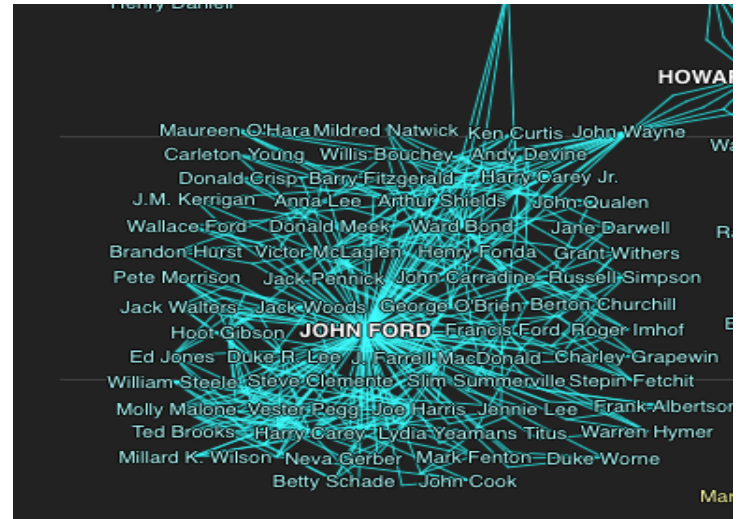 Henry Daniell
HOWAR
Maureen O'Hara Mildred Natwick Ken Curtis John Wayne
Wa
Carleton Young Willis Bouchey Andy Devine
Donald Crisp Barry Fitzgerald Harry Carey Jr.
J.M. Kerrigan Anna Lee Arthur Shields John Qualen
Wallace Ford Donald Meek Ward Bond Jane Darwell
R
Brandon Hurst Victor McLaglen Henry Fonda Grant Withers
Pete Morrison Jack Pennick John Carradine Russell Simpson
Jack Walters Jack Woods George O'Brien Berton Churchill
E
Hoot Gibson JOHN FORD Francis Ford Roger Imhof
Ed Jones Duke R. Lee J. Farrell MacDonald Charley Grapewin
William Steele Steve Clemente Slim Summerville Stepin Fetchit
Molly Malone Vester Pegg Joe Harris Jennie Lee Frank Albertson
Ted Brooks Harry Carey Lydia Yeamans Titus Warren Hymer
Millard K. Wilson Neva Gerber Mark Fenton Duke Worne
Betty Schade John Cook
Mar